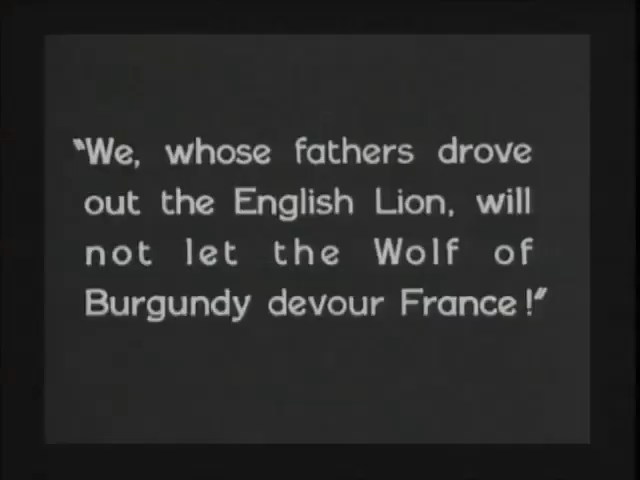 "We, whose fathers drove
out the English Lion, will
not let the Wolf of
Burgundy devour France!"